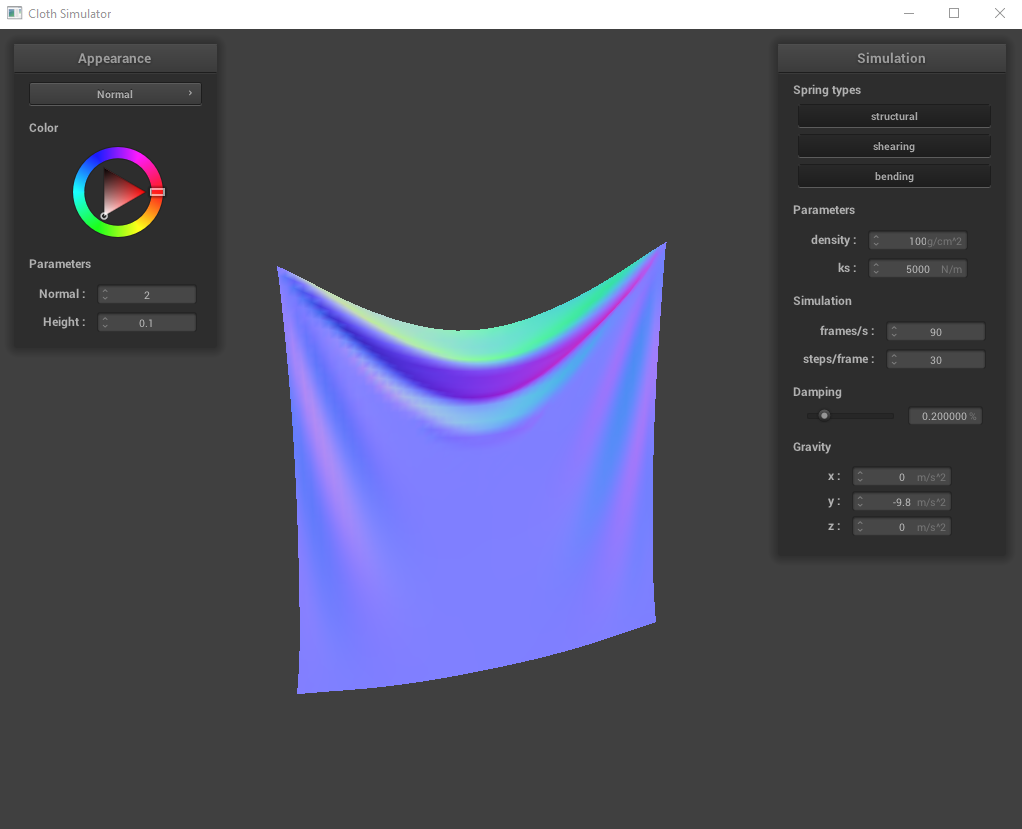 Cloth Simulator
Appearance
Normal
Color
Parameters
Normal : 2
Height : 0.1
Simulation
Spring types
structural
shearing
bending
Parameters
density : 100g/cm^2
ks : 5000 N/m
Simulation
frames/s : 90
steps/frame : 30
Damping
0.200000 %
Gravity
x : 0 m/s^2
y : -9.8 m/s^2
z : 0 m/s^2